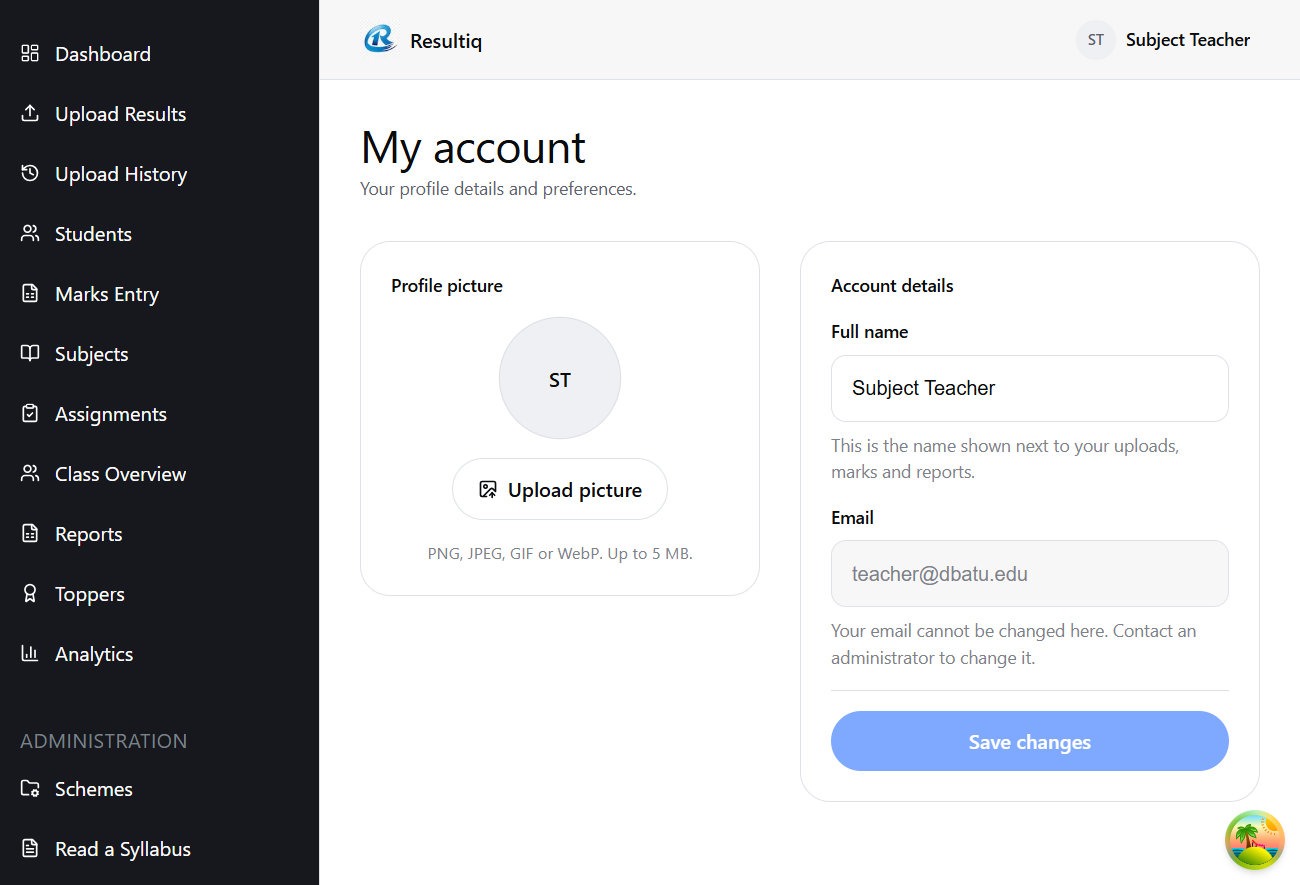 Dashboard
Upload Results
Upload History
Students
Marks Entry
Subjects
Assignments
Class Overview
Reports
Toppers
Analytics
ADMINISTRATION
Schemes
Read a Syllabus
Resultiq
ST
Subject Teacher
My account
Your profile details and preferences.
Profile picture
ST
Upload picture
PNG, JPEG, GIF or WebP. Up to 5 MB.
Account details
Full name
Subject Teacher
This is the name shown next to your uploads,
marks and reports.
Email
teacher@dbatu.edu
Your email cannot be changed here. Contact an
administrator to change it.
Save changes